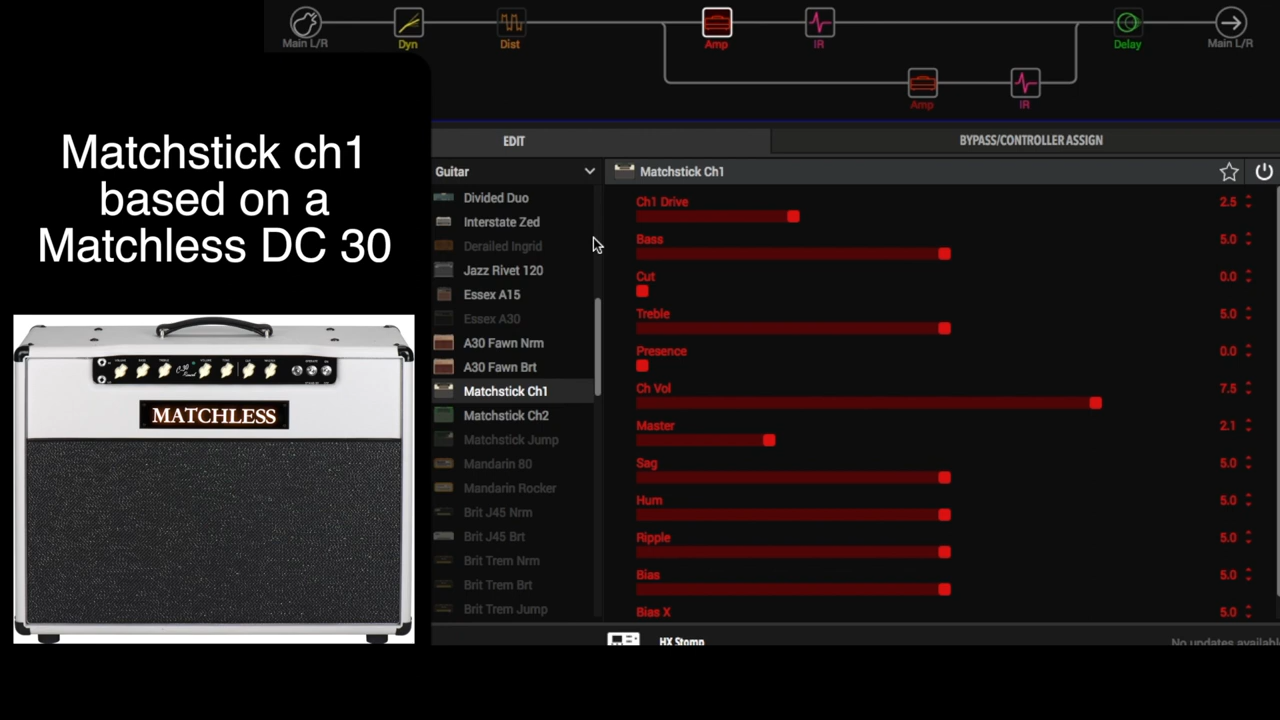 Main L/R
Dyn
Dist
Amp
IR
Delay
Main L/R
Amp
IR
Matchstick ch1
based on a
Matchless DC 30
MATCHLESS
EDIT
BYPASS/CONTROLLER ASSIGN
Guitar
Divided Duo
Interstate Zed
Derailed Ingrid
Jazz Rivet 120
Essex A15
Essex A30
A30 Fawn Nrm
A30 Fawn Brt
Matchstick Ch1
Matchstick Ch2
Matchstick Jump
Mandarin 80
Mandarin Rocker
Brit J45 Nrm
Brit J45 Brt
Brit Trem Nrm
Brit Trem Brt
Brit Trem Jump
Matchstick Ch1
Ch1 Drive 2.5
Bass 5.0
Cut 0.0
Treble 5.0
Presence 0.0
Ch Vol 7.5
Master 2.1
Sag 5.0
Hum 5.0
Ripple 5.0
Bias 5.0
Bias X 5.0
HX Stomp
No updates available